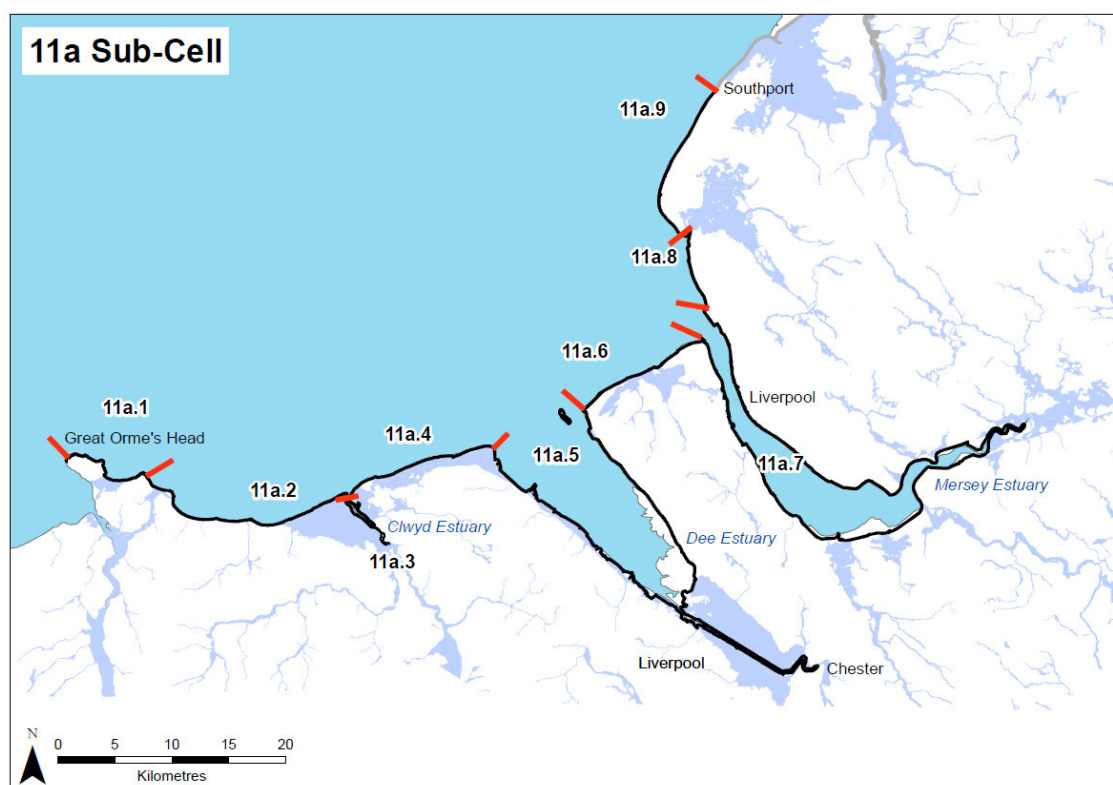 11a Sub-Cell
Southport
11a.9
11a.8
11a.6
Liverpool
11a.1
Great Orme's Head
11a.4
11a.5
11a.7
Mersey Estuary
11a.2
Clwyd Estuary
Dee Estuary
11a.3
Liverpool
Chester
N
0 5 10 15 20
Kilometres